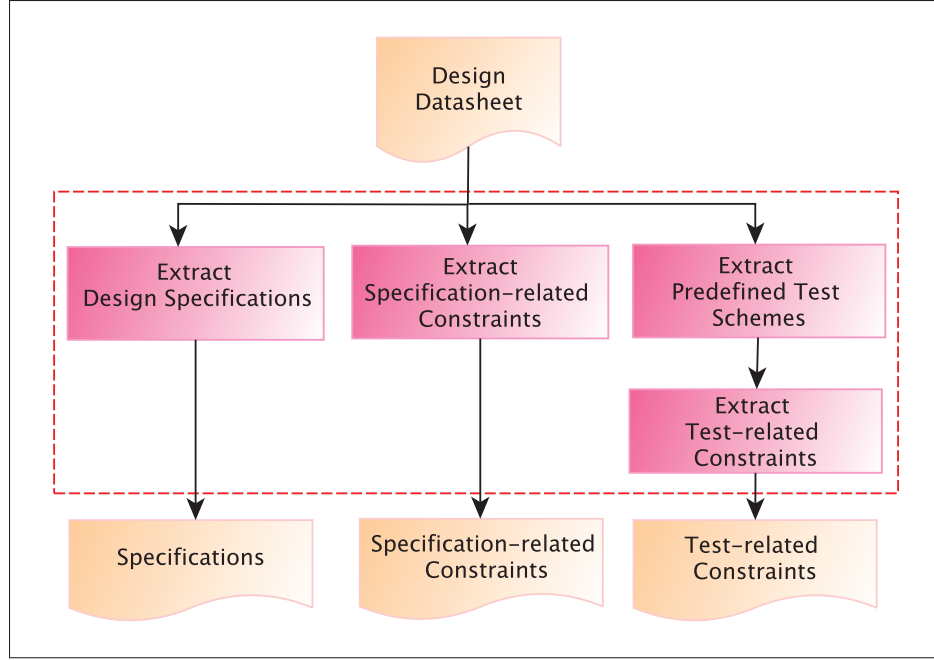 Design
Datasheet
Extract
Design Specifications
Extract
Specification-related
Constraints
Extract
Predefined Test
Schemes
Extract
Test-related
Constraints
Specifications
Specification-related
Constraints
Test-related
Constraints